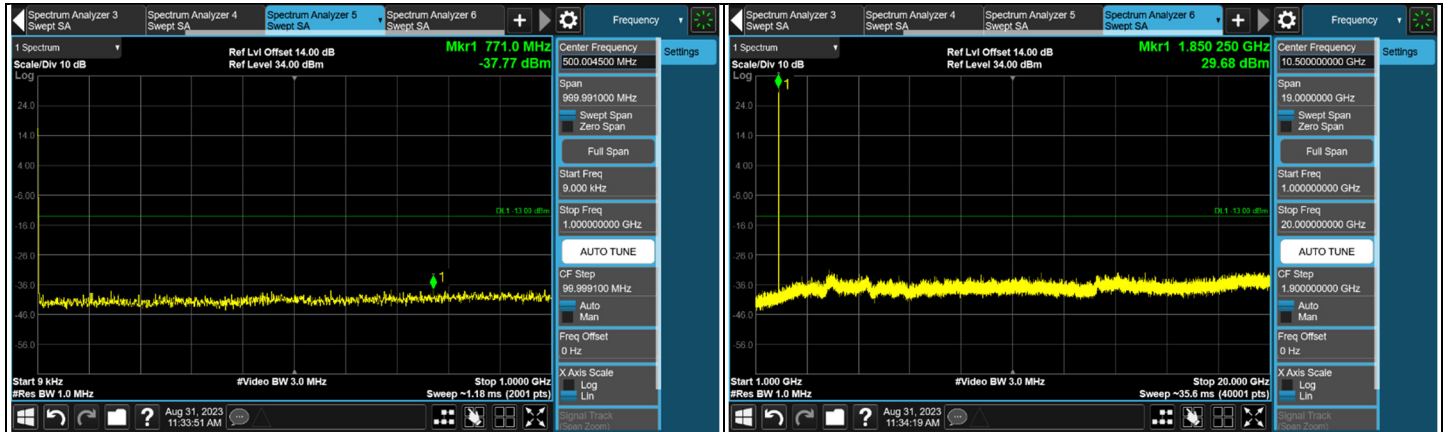 Spectrum Analyzer 3
Swept SA
Spectrum Analyzer 4
Swept SA
Spectrum Analyzer 5
Swept SA
Spectrum Analyzer 6
Swept SA
+
Frequency
1 Spectrum
Scale/Div 10 dB
Log
Ref Lvl Offset 14.00 dB
Ref Level 34.00 dBm
Mkr1 771.0 MHz
-37.77 dBm
24.0
14.0
4.00
-6.00
-16.0
-26.0
-36.0
-46.0
-56.0
DL1 -13.00 dBm
1
Start 9 kHz
#Res BW 1.0 MHz
#Video BW 3.0 MHz
Stop 1.0000 GHz
Sweep ~1.18 ms (2001 pts)
Center Frequency
500.004500 MHz
Span
999.991000 MHz
Swept Span
Zero Span
Full Span
Start Freq
9.000 kHz
Stop Freq
1.000000000 GHz
AUTO TUNE
CF Step
99.999100 MHz
Auto
Man
Freq Offset
0 Hz
X Axis Scale
Log
Lin
Signal Track
(Span Zoom)
Settings
?
Aug 31, 2023
11:33:51 AM
Spectrum Analyzer 3
Swept SA
Spectrum Analyzer 4
Swept SA
Spectrum Analyzer 5
Swept SA
Spectrum Analyzer 6
Swept SA
+
Frequency
1 Spectrum
Scale/Div 10 dB
Log
Ref Lvl Offset 14.00 dB
Ref Level 34.00 dBm
Mkr1 1.850 250 GHz
29.68 dBm
1
24.0
14.0
4.00
-6.00
-16.0
-26.0
-36.0
-46.0
-56.0
DL1 -13.00 dBm
Start 1.000 GHz
#Res BW 1.0 MHz
#Video BW 3.0 MHz
Stop 20.000 GHz
Sweep ~35.6 ms (40001 pts)
Center Frequency
10.500000000 GHz
Span
19.0000000 GHz
Swept Span
Zero Span
Full Span
Start Freq
1.000000000 GHz
Stop Freq
20.000000000 GHz
AUTO TUNE
CF Step
1.900000000 GHz
Auto
Man
Freq Offset
0 Hz
X Axis Scale
Log
Lin
Signal Track
(Span Zoom)
Settings
?
Aug 31, 2023
11:34:19 AM